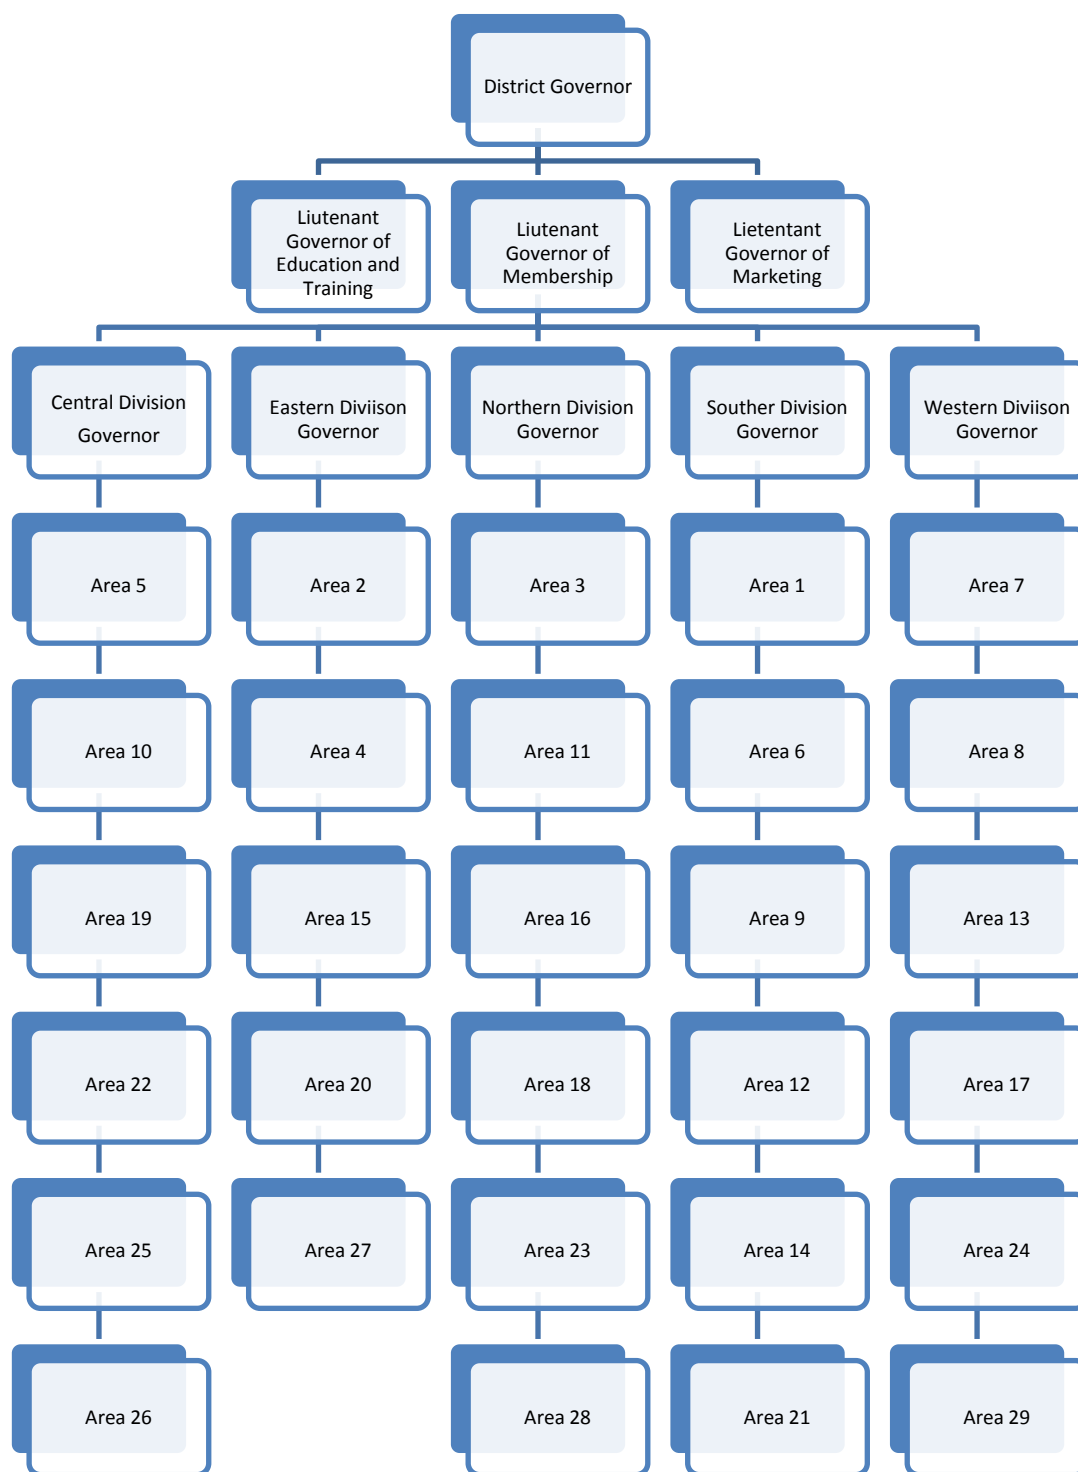 District Governor
Liutenant
Governor of
Education and
Training
Liutenant
Governor of
Membership
Lietentant
Governor of
Marketing
Central Division
Governor
Eastern Diviison
Governor
Northern Division
Governor
Souther Division
Governor
Western Diviison
Governor
Area 5
Area 2
Area 3
Area 1
Area 7
Area 10
Area 4
Area 11
Area 6
Area 8
Area 19
Area 15
Area 16
Area 9
Area 13
Area 22
Area 20
Area 18
Area 12
Area 17
Area 25
Area 27
Area 23
Area 14
Area 24
Area 26
Area 28
Area 21
Area 29